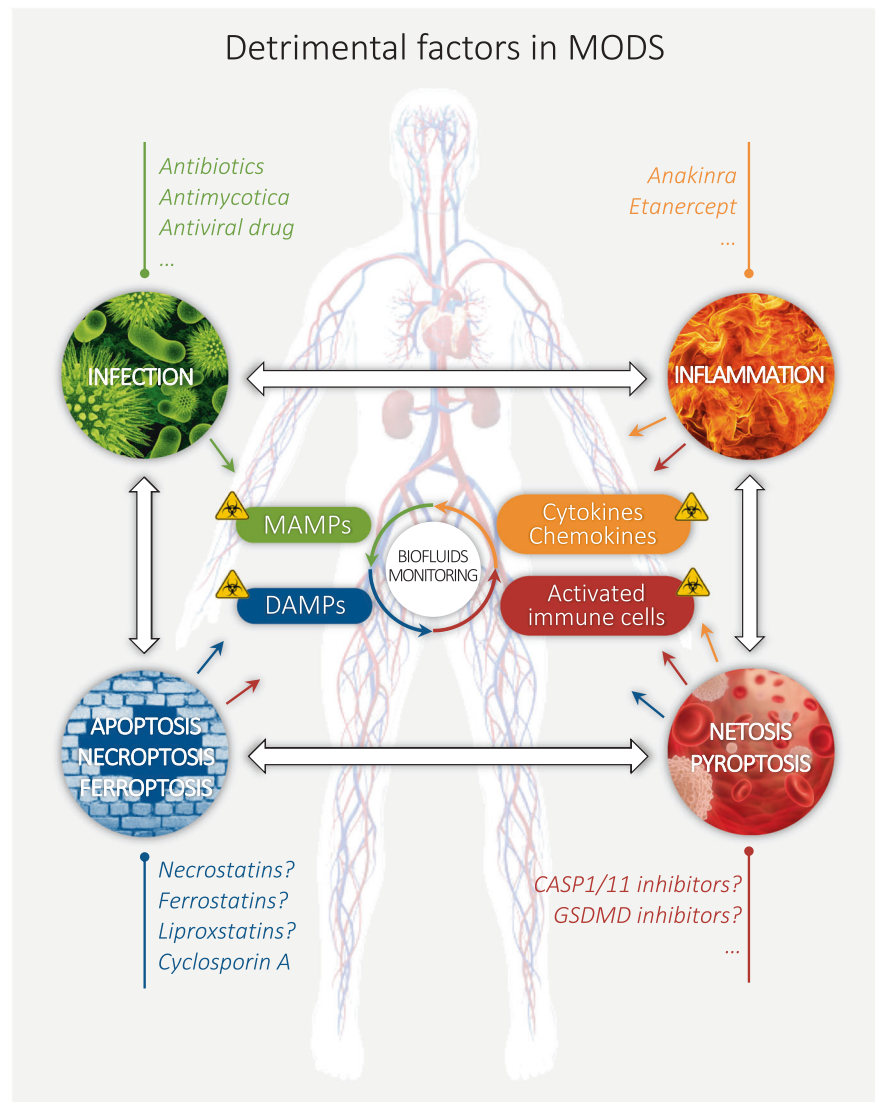 Detrimental factors in MODS
Antibiotics
Antimycotica
Antiviral drug
...
Anakinra
Etanercept
...
INFECTION
INFLAMMATION
MAMPs
Cytokines
Chemokines
BIOFLUIDS
MONITORING
DAMPs
Activated
immune cells
APOPTOSIS
NECROPTOSIS
FERROPTOSIS
NETOSIS
PYROPTOSIS
Necrostatins?
Ferrostatins?
Liproxstatins?
Cyclosporin A
CASP1/11 inhibitors?
GSDMD inhibitors?
...